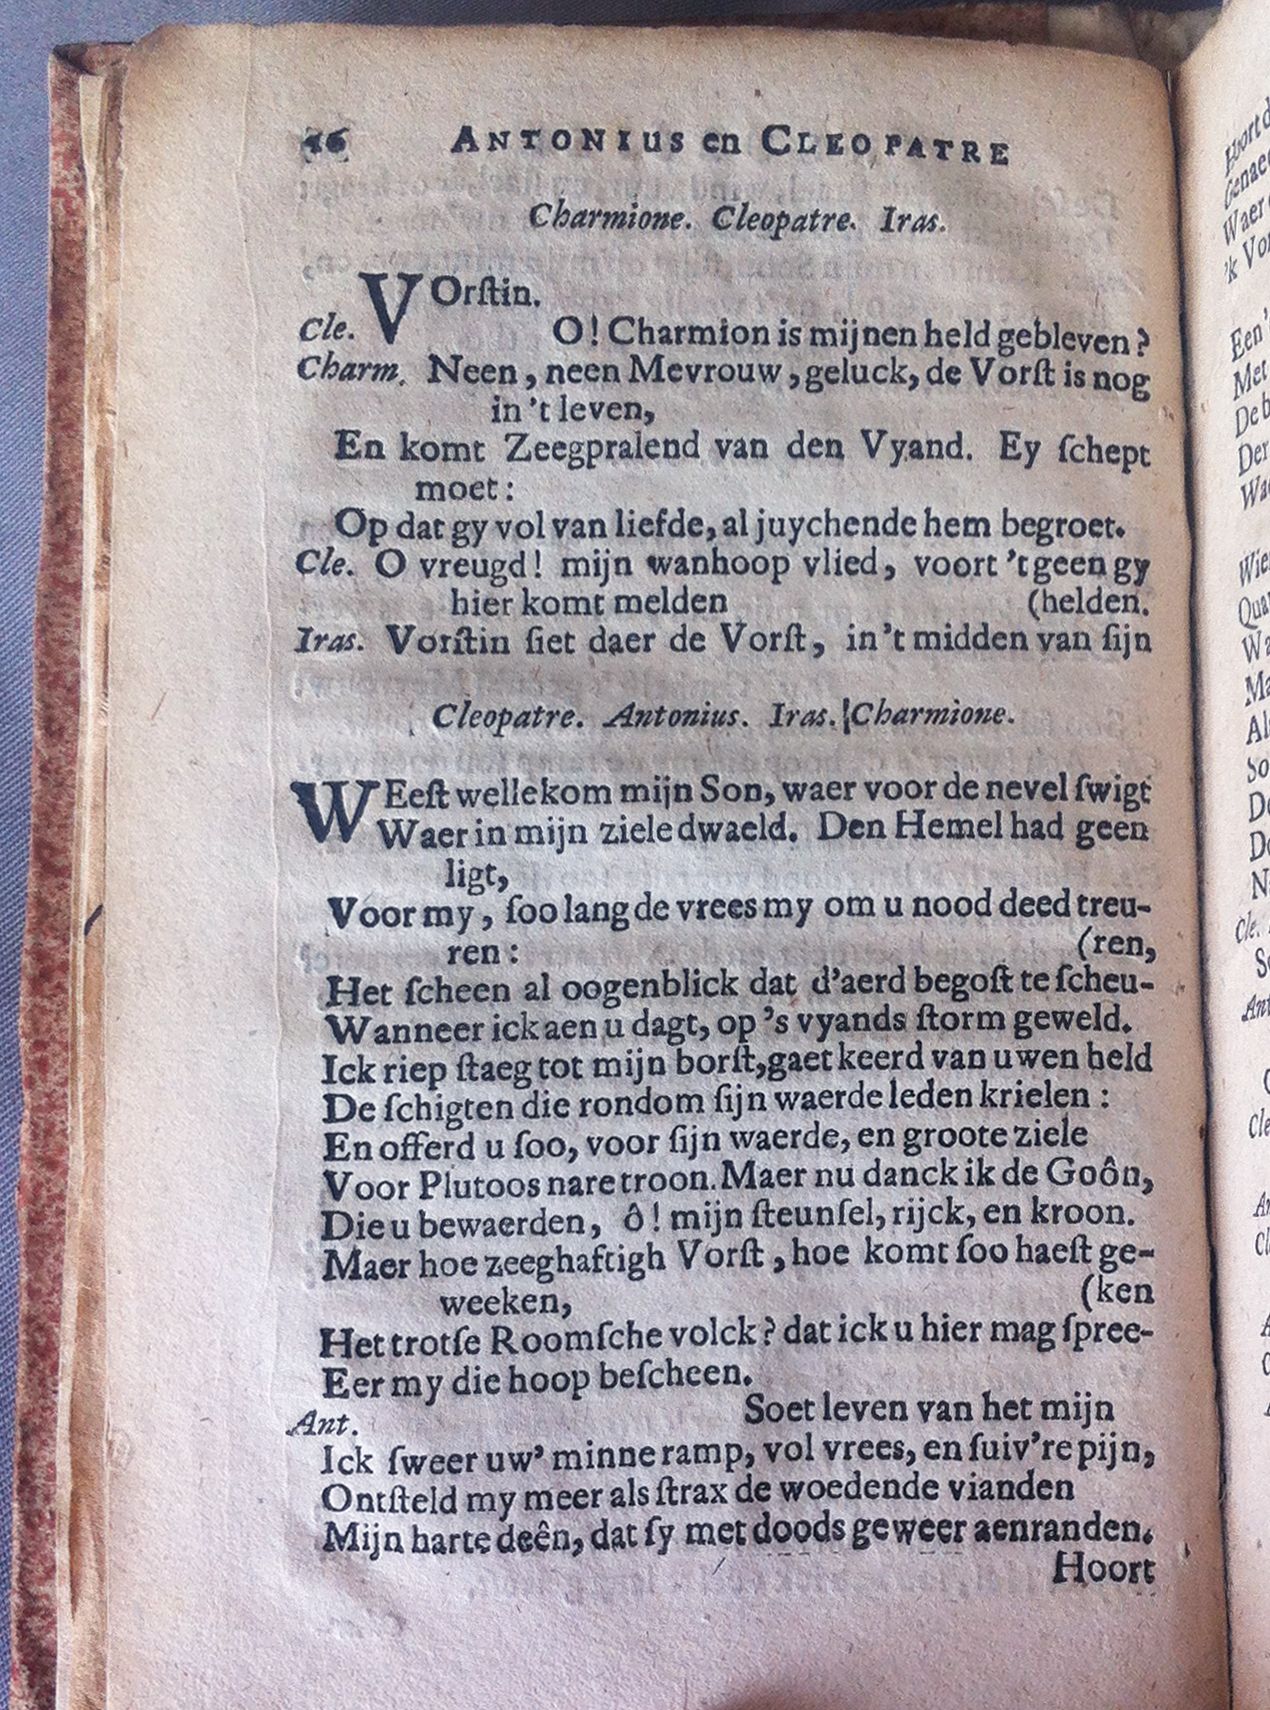 16 ANTONIUS en CLEOPATRE
Charmione. Cleopatre. Iras.
VOrſtin.
Cle. O! Charmion is mijnen held gebleven?
Charm. Neen, neen Mevrouw, geluck, de Vorſt is nog
in 't leven,
En komt Zeegpralend van den Vyand. Ey ſchept
moet:
Op dat gy vol van liefde, al juychende hem begroet.
Cle. O vreugd! mijn wanhoop vlied, voort 't geen gy
hier komt melden (helden.
Iras. Vorſtin ſiet daer de Vorſt, in 't midden van ſijn
Cleopatre. Antonius. Iras. Charmione.
WEeſt wellekom mijn Son, waer voor de nevel ſwigt
Waer in mijn ziele dwaeld. Den Hemel had geen
ligt,
Voor my, ſoo lang de vrees my om u nood deed treu-
ren: (ren,
Het ſcheen al oogenblick dat d'aerd begoſt te ſcheu-
Wanneer ick aen u dagt, op 's vyands ſtorm geweld.
Ick riep ſtaeg tot mijn borſt, gaet keerd van uwen held
De ſchigten die rondom ſijn waerde leden krielen:
En offerd u ſoo, voor ſijn waerde, en groote ziele
Voor Plutoos nare troon. Maer nu danck ik de Goôn,
Die u bewaerden, ô! mijn ſteunſel, rijck, en kroon.
Maer hoe zeeghaftigh Vorſt, hoe komt ſoo haeſt ge-
weeken, (ken
Het trotſe Roomſche volck? dat ick u hier mag ſpree-
Eer my die hoop beſcheen.
Ant. Soet leven van het mijn
Ick ſweer uw' minne ramp, vol vrees, en ſuiv're pijn,
Ontſteld my meer als ſtrax de woedende vianden
Mijn harte deên, dat ſy met doods geweer aenranden.
Hoort